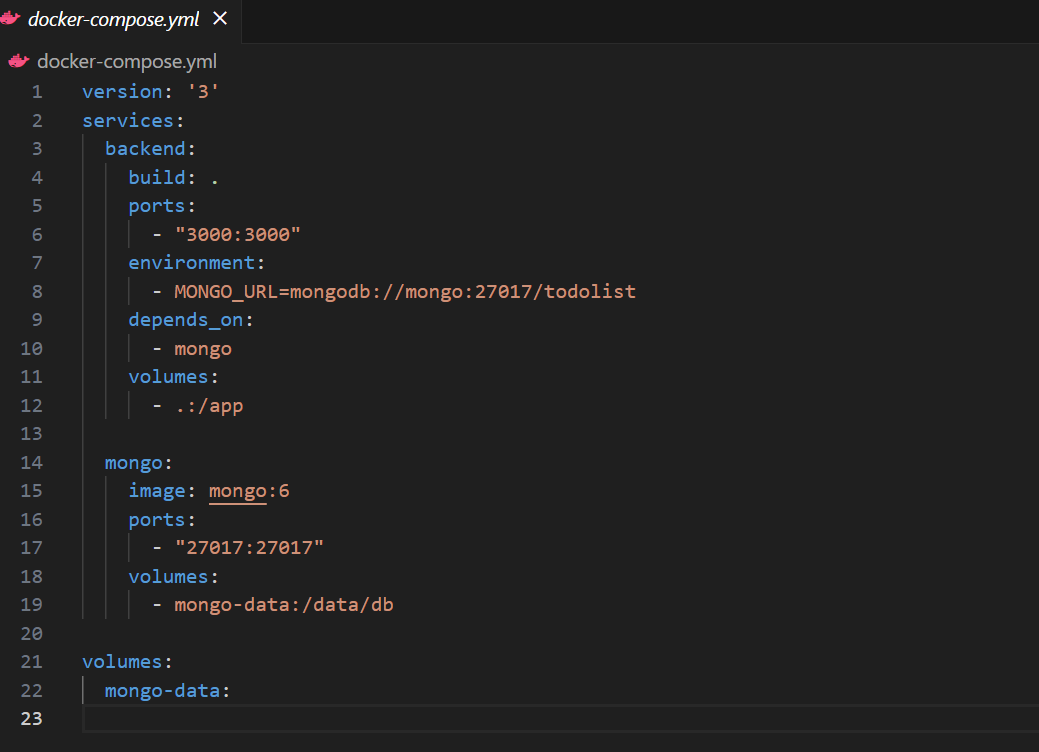 docker-compose.yml ×
docker-compose.yml
1 version: '3'
2 services:
3   backend:
4     build: .
5     ports:
6       - "3000:3000"
7     environment:
8       - MONGO_URL=mongodb://mongo:27017/todolist
9     depends_on:
10       - mongo
11     volumes:
12       - .:/app
13
14   mongo:
15     image: mongo:6
16     ports:
17       - "27017:27017"
18     volumes:
19       - mongo-data:/data/db
20
21 volumes:
22   mongo-data:
23